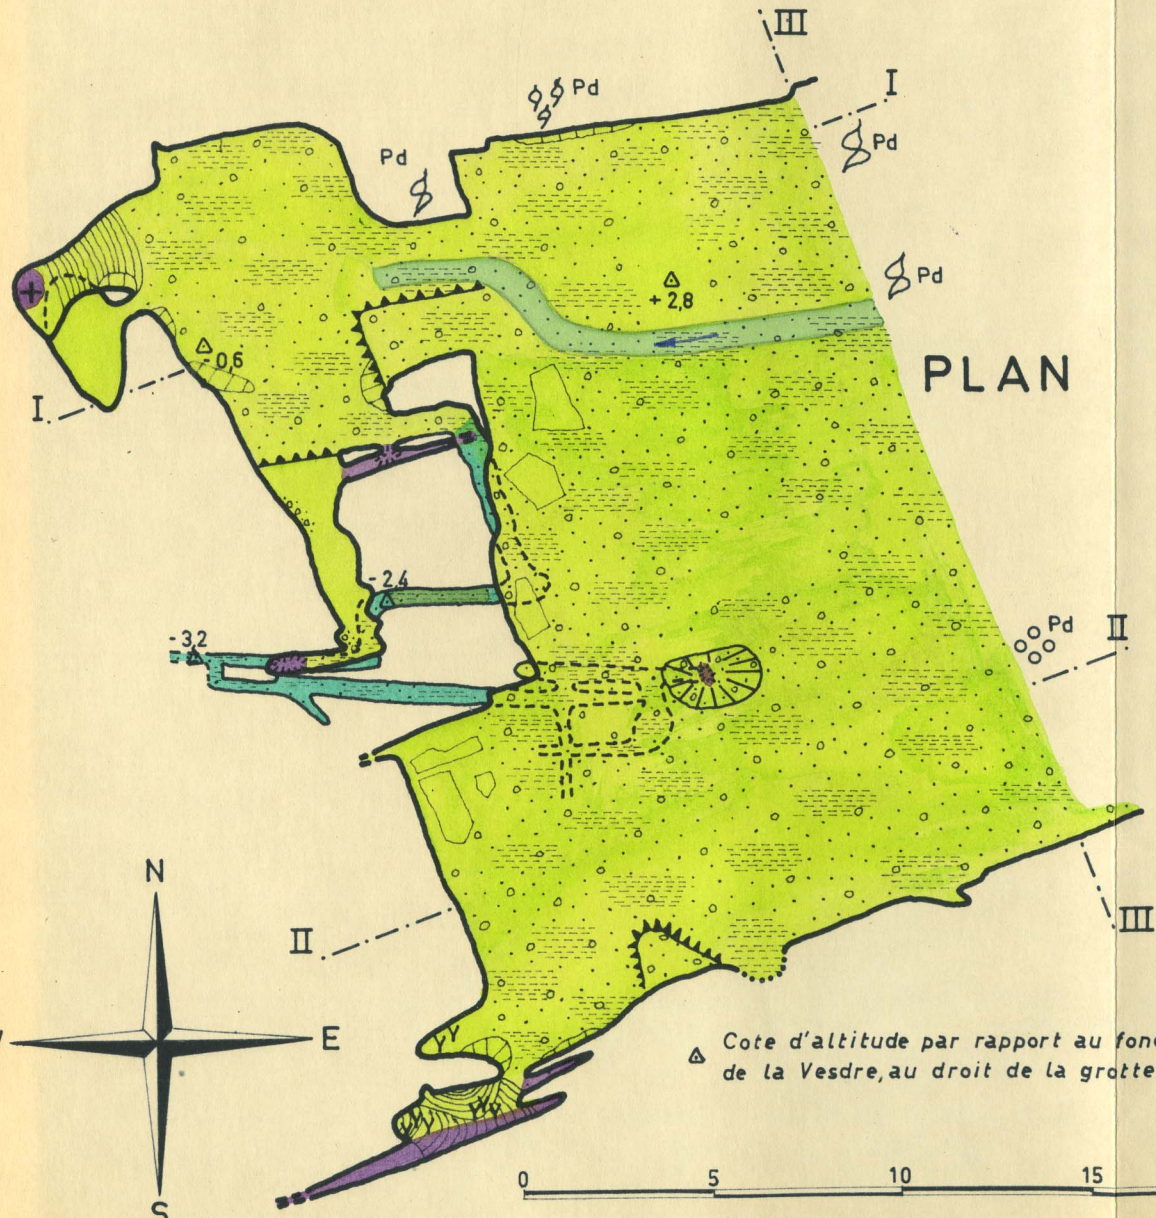 III
I
Pd
Pd
Pd
Pd
+2,8
-0,6
PLAN
I
-2,4
-3,2
Pd
II
II
III
N
E
S
Cote d'altitude par rapport au fond
de la Vesdre, au droit de la grotte
0 5 10 15